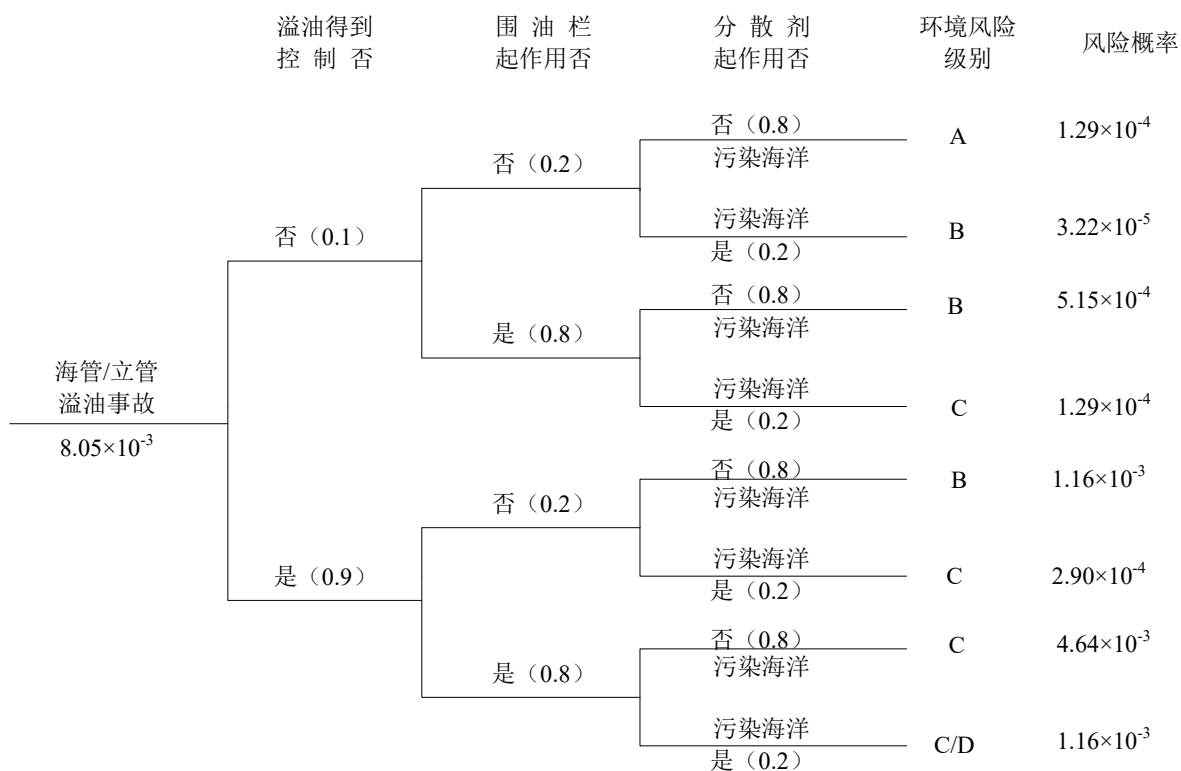 溢油得到
控 制 否
围 油 栏
起作用否
分 散 剂
起作用否
环境风险
级别
风险概率
否（0.8）
污染海洋
A
1.29×10⁻⁴
否（0.2）
污染海洋
是（0.2）
B
3.22×10⁻⁵
否（0.1）
否（0.8）
污染海洋
B
5.15×10⁻⁴
是（0.8）
污染海洋
是（0.2）
C
1.29×10⁻⁴
海管/立管
溢油事故
8.05×10⁻³
否（0.8）
污染海洋
B
1.16×10⁻³
否（0.2）
污染海洋
是（0.2）
C
2.90×10⁻⁴
是（0.9）
否（0.8）
污染海洋
C
4.64×10⁻³
是（0.8）
污染海洋
是（0.2）
C/D
1.16×10⁻³